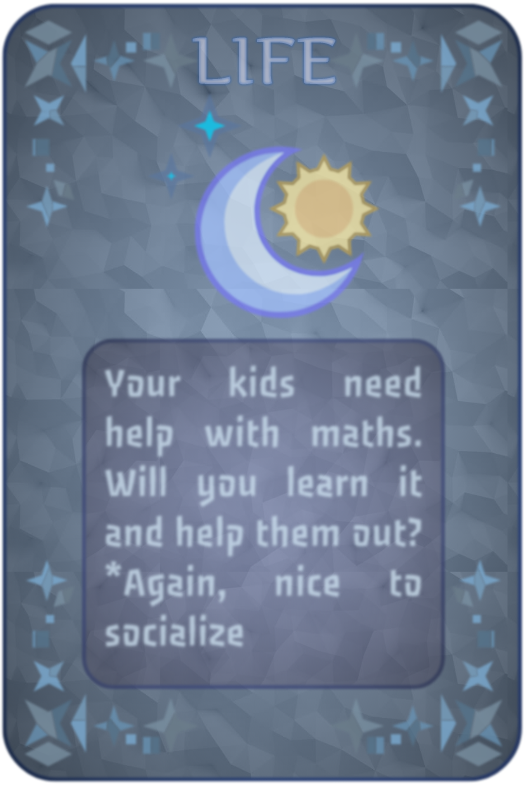 LIFE
Your kids need
help with maths.
Will you learn it
and help them out?
*Again, nice to
socialize